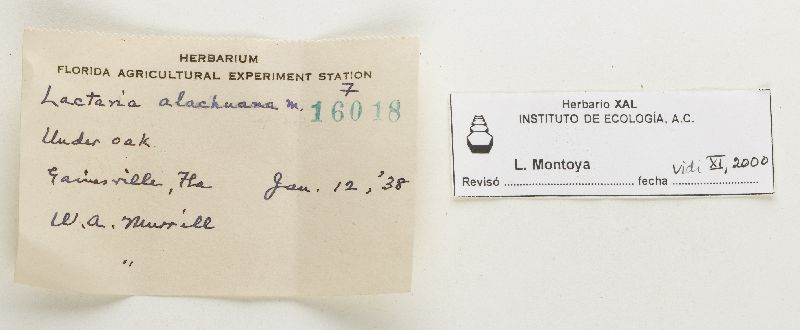 HERBARIUM
FLORIDA AGRICULTURAL EXPERIMENT STATION
7
Lactaria alachuana M. 16018
Under oak
Gainesville, Fla Jan. 12, '38
W. A. Murrill
"
Herbario XAL
INSTITUTO DE ECOLOGÍA, A.C.
L. Montoya vidi XI, 2000
Revisó ........ fecha ........